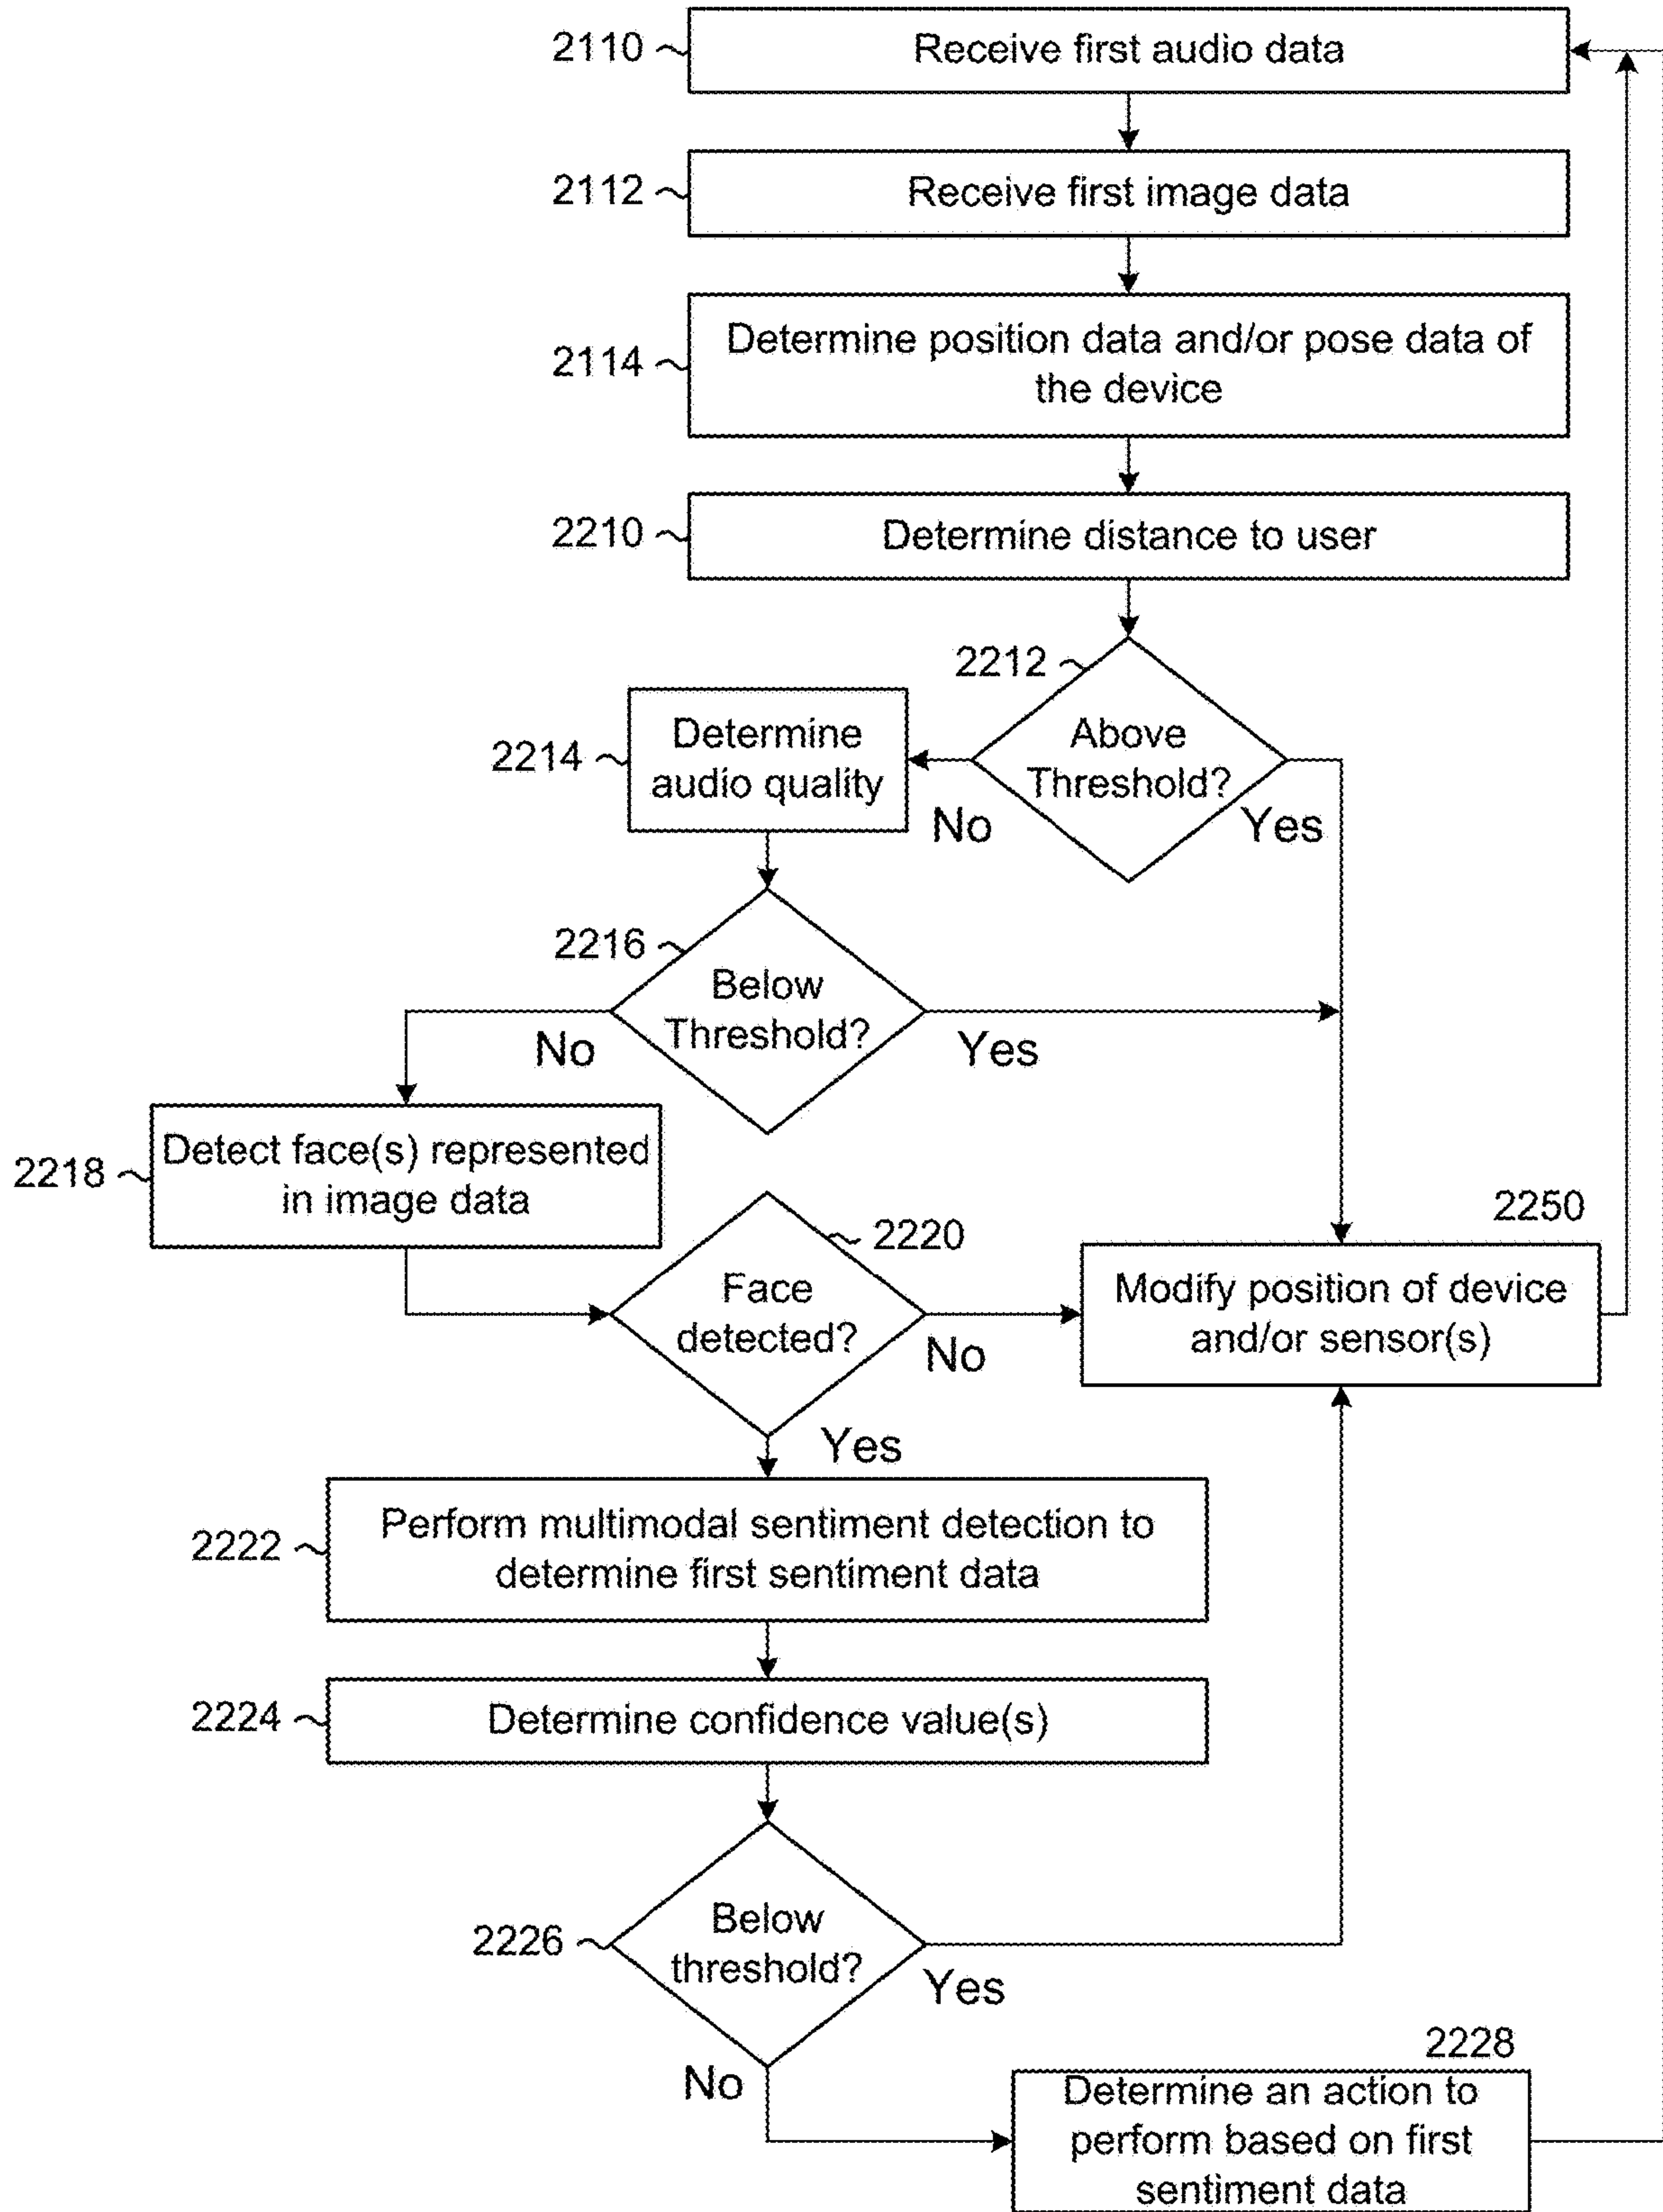 2110
Receive first audio data
2112
Receive first image data
2114
Determine position data and/or pose data of
the device
2210
Determine distance to user
2212
Above
Threshold?
No
Yes
2214
Determine
audio quality
2216
Below
Threshold?
No
Yes
2218
Detect face(s) represented
in image data
2220
Face
detected?
No
Yes
2250
Modify position of device
and/or sensor(s)
2222
Perform multimodal sentiment detection to
determine first sentiment data
2224
Determine confidence value(s)
2226
Below
threshold?
Yes
No
2228
Determine an action to
perform based on first
sentiment data